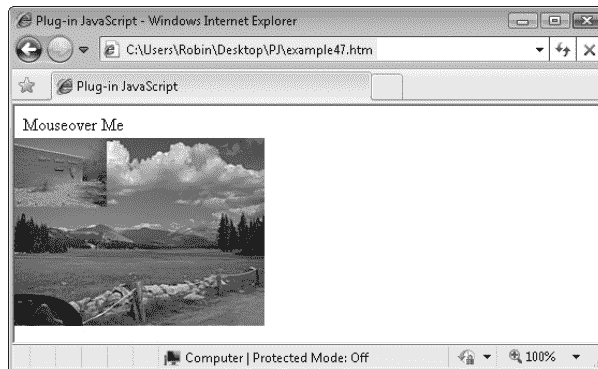 Plug-in JavaScript - Windows Internet Explorer
C:\Users\Robin\Desktop\PJ\example47.htm
Plug-in JavaScript
Mouseover Me
Computer | Protected Mode: Off
100%